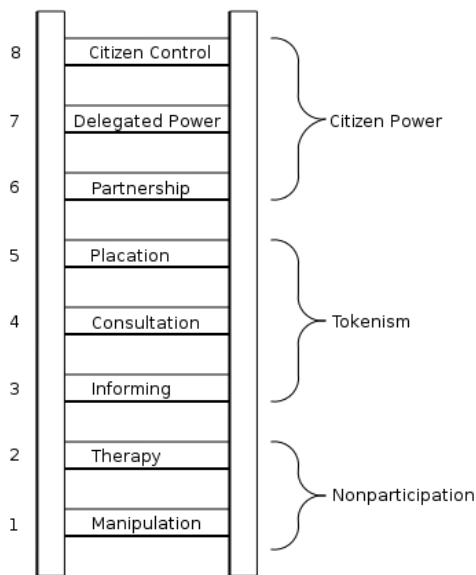 8 Citizen Control
7 Delegated Power
Citizen Power
6 Partnership
5 Placation
4 Consultation
Tokenism
3 Informing
2 Therapy
Nonparticipation
1 Manipulation